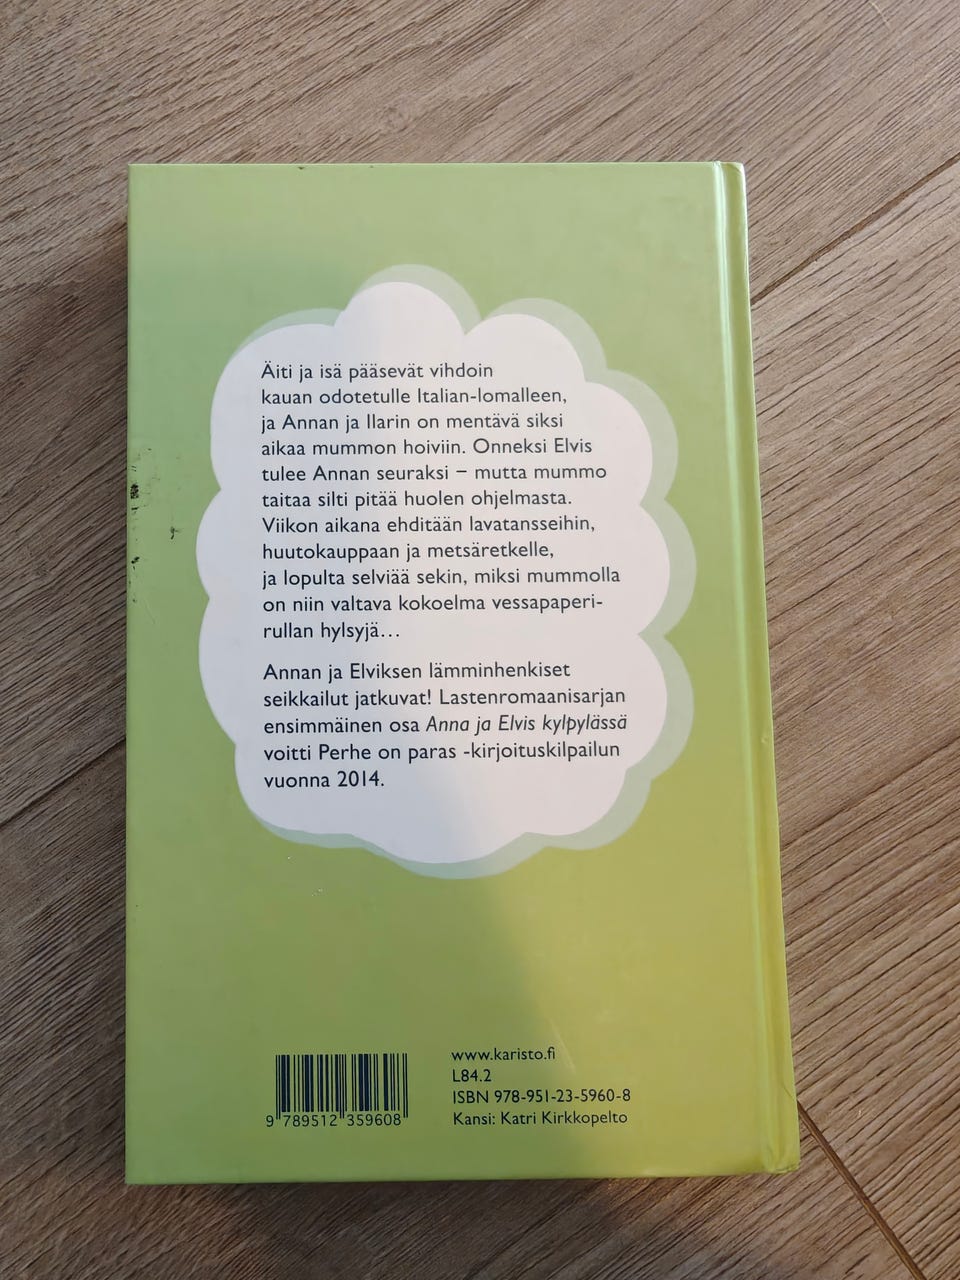 Äiti ja isä pääsevät vihdoin
kauan odotetulle Italian-lomalleen,
ja Annan ja Ilarin on mentävä siksi
aikaa mummon hoiviin. Onneksi Elvis
tulee Annan seuraksi – mutta mummo
taitaa silti pitää huolen ohjelmasta.
Viikon aikana ehditään lavatansseihin,
huutokauppaan ja metsäretkelle,
ja lopulta selviää sekin, miksi mummolla
on niin valtava kokoelma vessapaperi-
rullan hylsyjä...
Annan ja Elviksen lämminhenkiset
seikkailut jatkuvat! Lastenromaanisarjan
ensimmäinen osa Anna ja Elvis kylpylässä
voitti Perhe on paras -kirjoituskilpailun
vuonna 2014.
www.karisto.fi
L84.2
ISBN 978-951-23-5960-8
Kansi: Katri Kirkkopelto
9 789512 359608